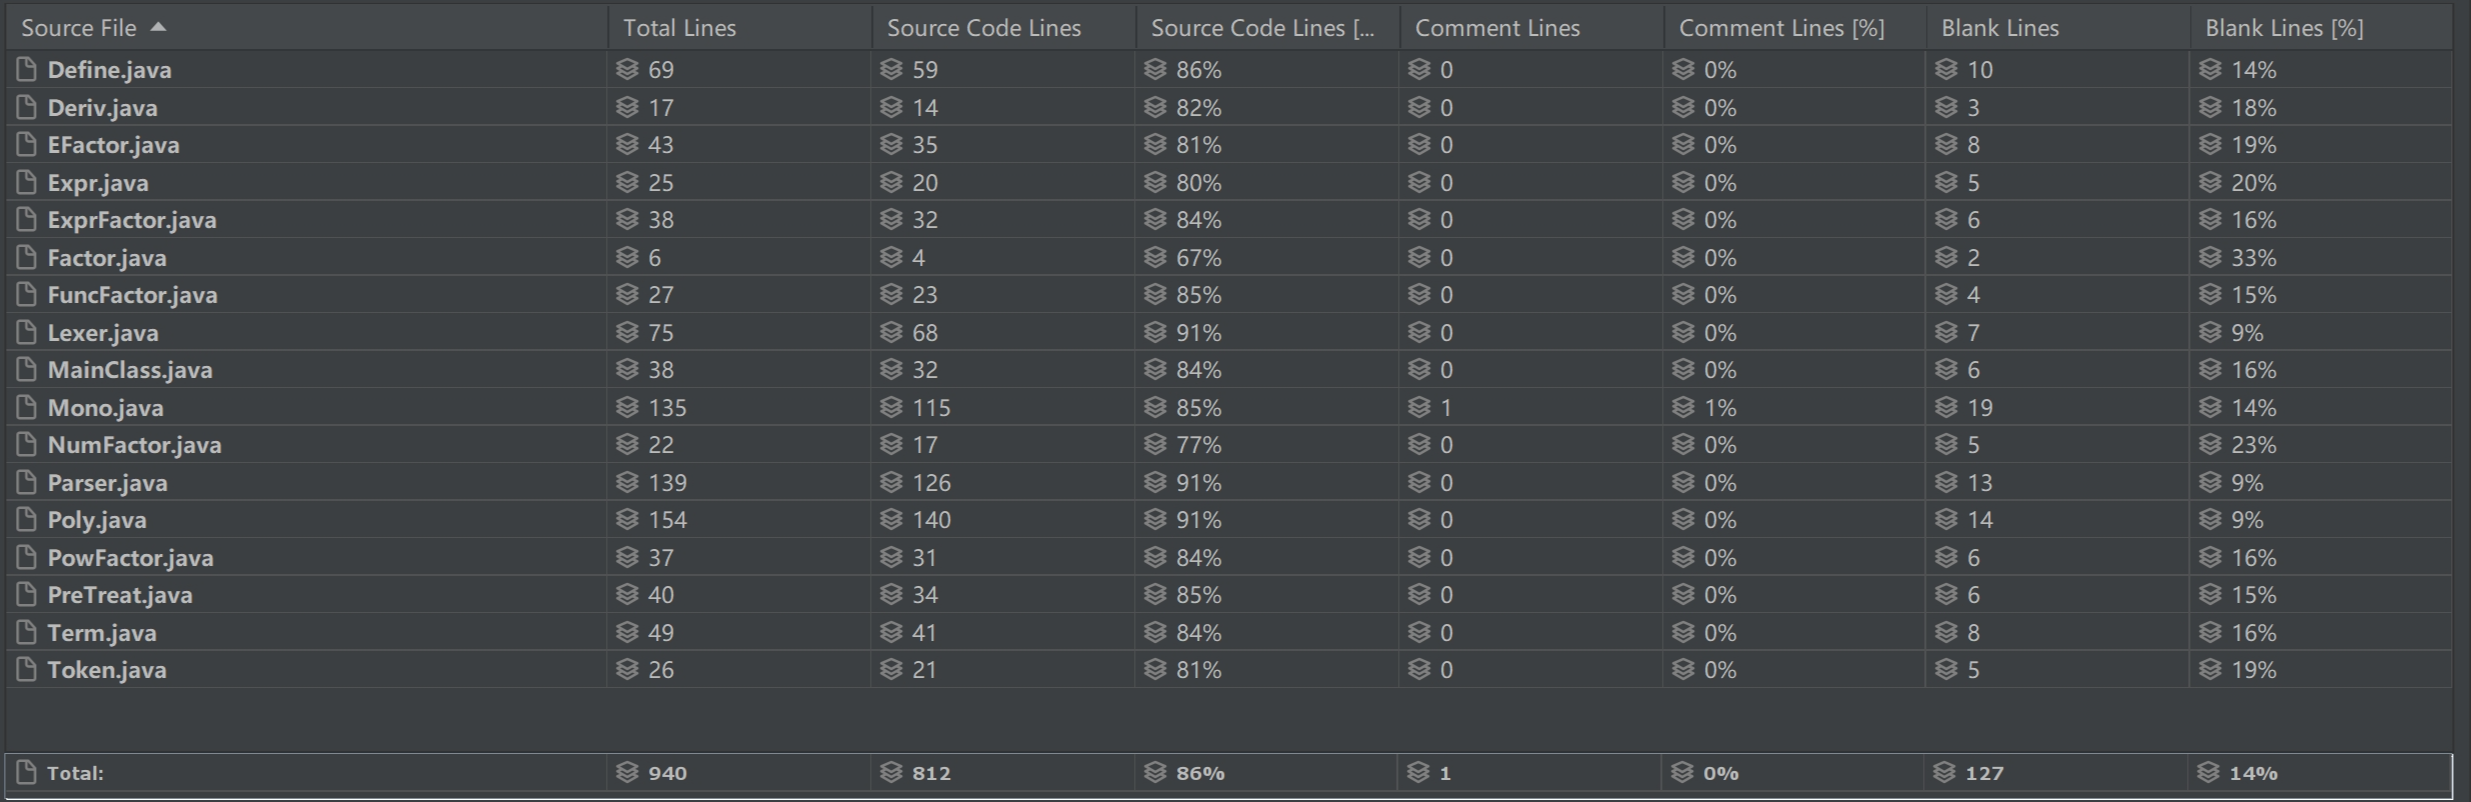 Source File Total Lines Source Code Lines Source Code Lines [... Comment Lines Comment Lines [%] Blank Lines Blank Lines [%]
Define.java 69 59 86% 0 0% 10 14%
Deriv.java 17 14 82% 0 0% 3 18%
EFactor.java 43 35 81% 0 0% 8 19%
Expr.java 25 20 80% 0 0% 5 20%
ExprFactor.java 38 32 84% 0 0% 6 16%
Factor.java 6 4 67% 0 0% 2 33%
FuncFactor.java 27 23 85% 0 0% 4 15%
Lexer.java 75 68 91% 0 0% 7 9%
MainClass.java 38 32 84% 0 0% 6 16%
Mono.java 135 115 85% 1 1% 19 14%
NumFactor.java 22 17 77% 0 0% 5 23%
Parser.java 139 126 91% 0 0% 13 9%
Poly.java 154 140 91% 0 0% 14 9%
PowFactor.java 37 31 84% 0 0% 6 16%
PreTreat.java 40 34 85% 0 0% 6 15%
Term.java 49 41 84% 0 0% 8 16%
Token.java 26 21 81% 0 0% 5 19%
Total: 940 812 86% 1 0% 127 14%